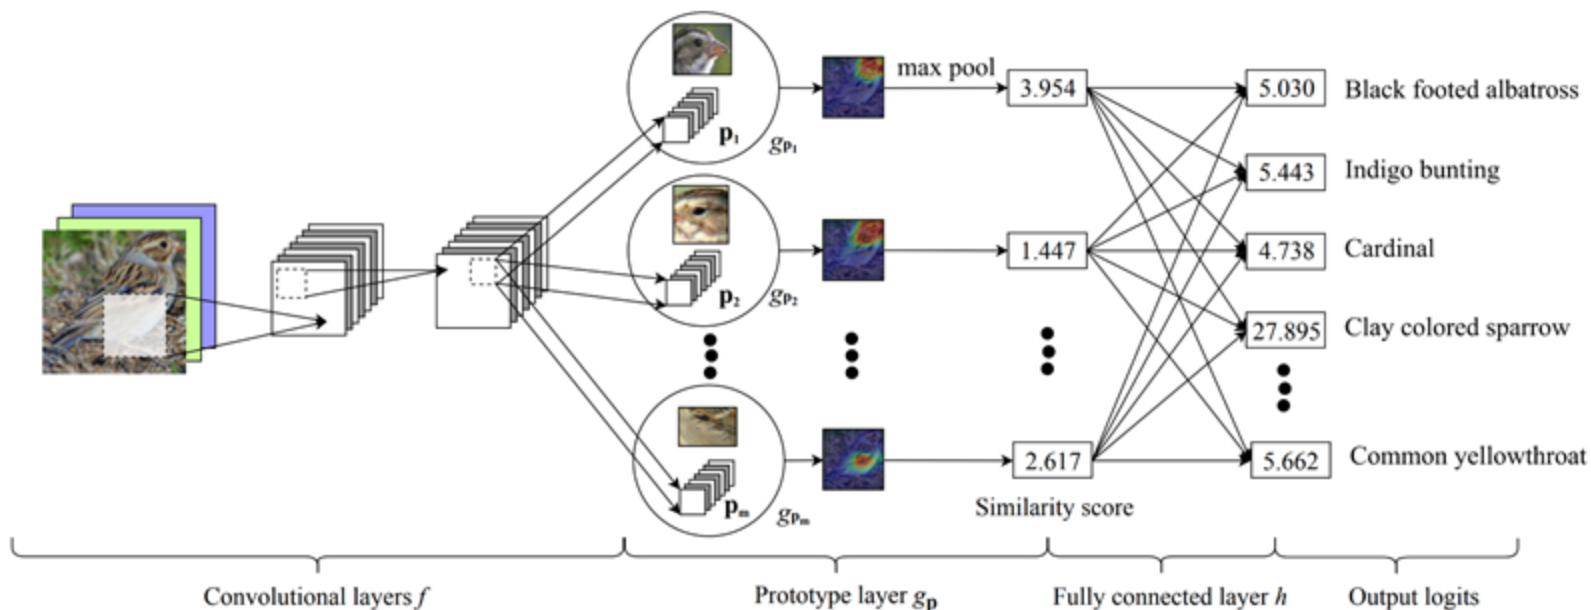 max pool
3.954
5.030
Black footed albatross
p₁
gₚ₁
5.443
Indigo bunting
1.447
4.738
Cardinal
p₂
gₚ₂
27.895
Clay colored sparrow
2.617
5.662
Common yellowthroat
pₘ
gₚₘ
Similarity score
Convolutional layers f
Prototype layer gₚ
Fully connected layer h
Output logits